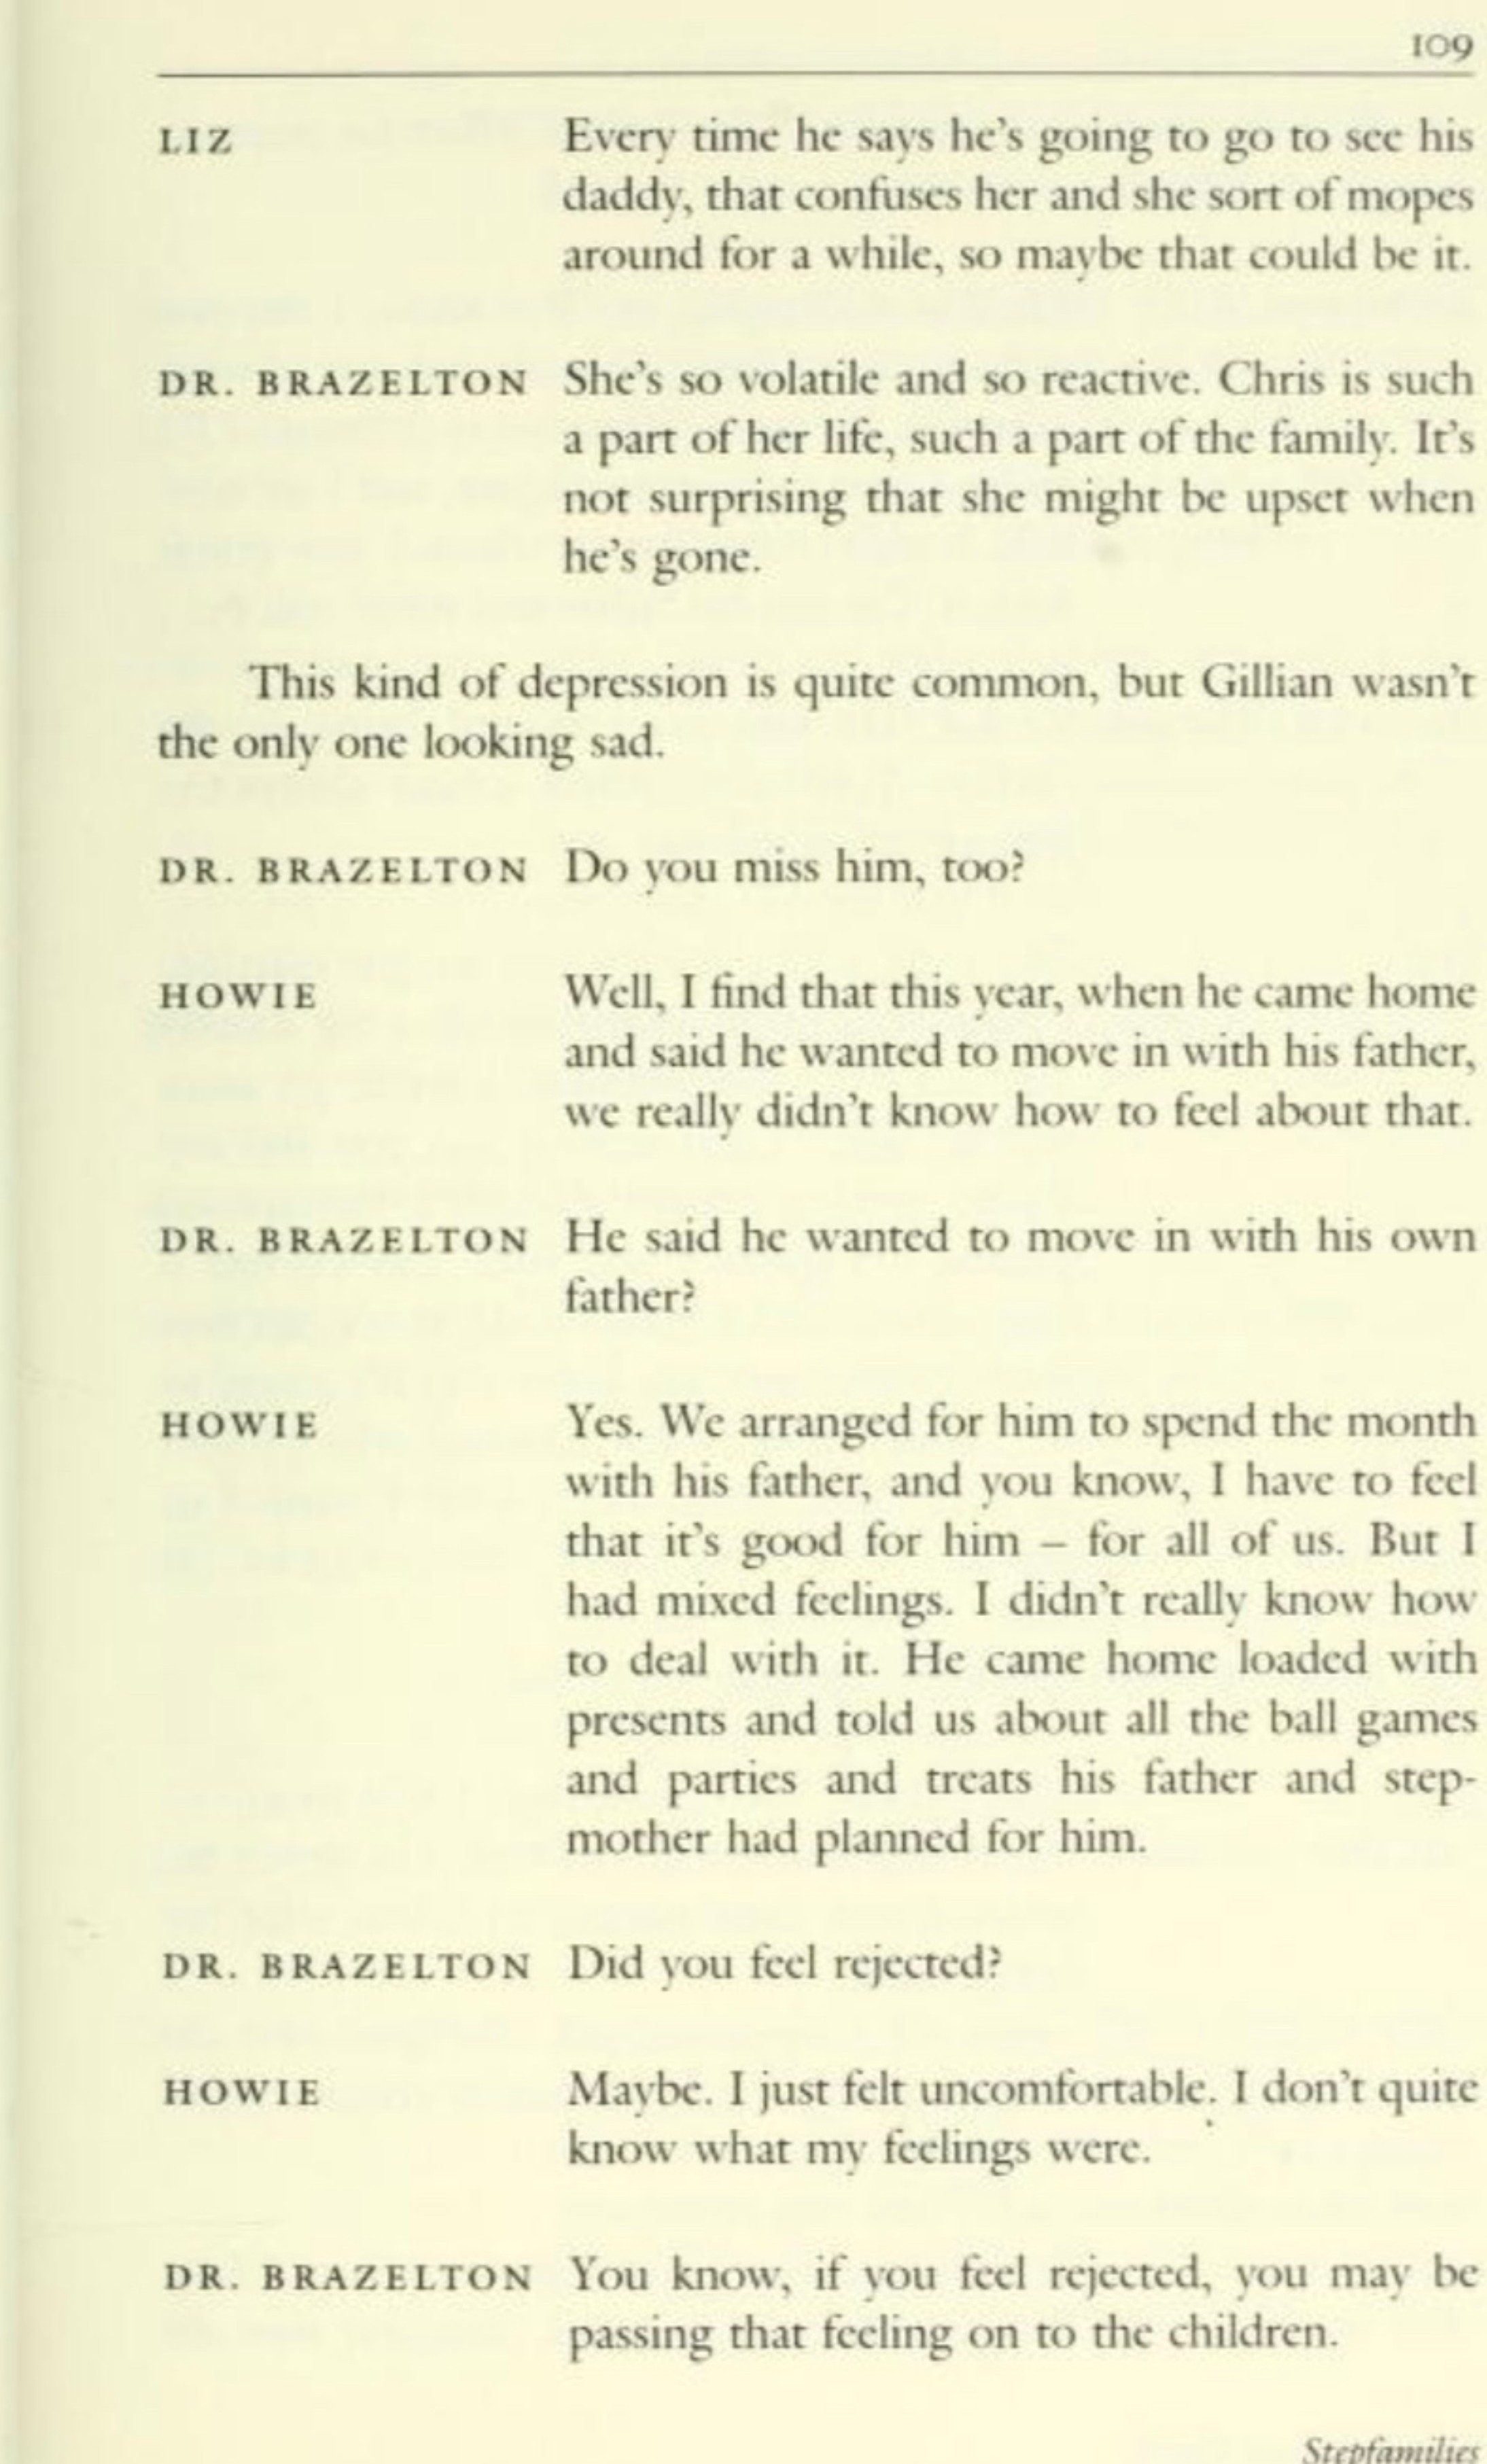 109
LIZ Every time he says he's going to go to see his
daddy, that confuses her and she sort of mopes
around for a while, so maybe that could be it.
DR. BRAZELTON She's so volatile and so reactive. Chris is such
a part of her life, such a part of the family. It's
not surprising that she might be upset when
he's gone.
This kind of depression is quite common, but Gillian wasn't
the only one looking sad.
DR. BRAZELTON Do you miss him, too?
HOWIE Well, I find that this year, when he came home
and said he wanted to move in with his father,
we really didn't know how to feel about that.
DR. BRAZELTON He said he wanted to move in with his own
father?
HOWIE Yes. We arranged for him to spend the month
with his father, and you know, I have to feel
that it's good for him – for all of us. But I
had mixed feelings. I didn't really know how
to deal with it. He came home loaded with
presents and told us about all the ball games
and parties and treats his father and step-
mother had planned for him.
DR. BRAZELTON Did you feel rejected?
HOWIE Maybe. I just felt uncomfortable. I don't quite
know what my feelings were.
DR. BRAZELTON You know, if you feel rejected, you may be
passing that feeling on to the children.
Stepfamilies